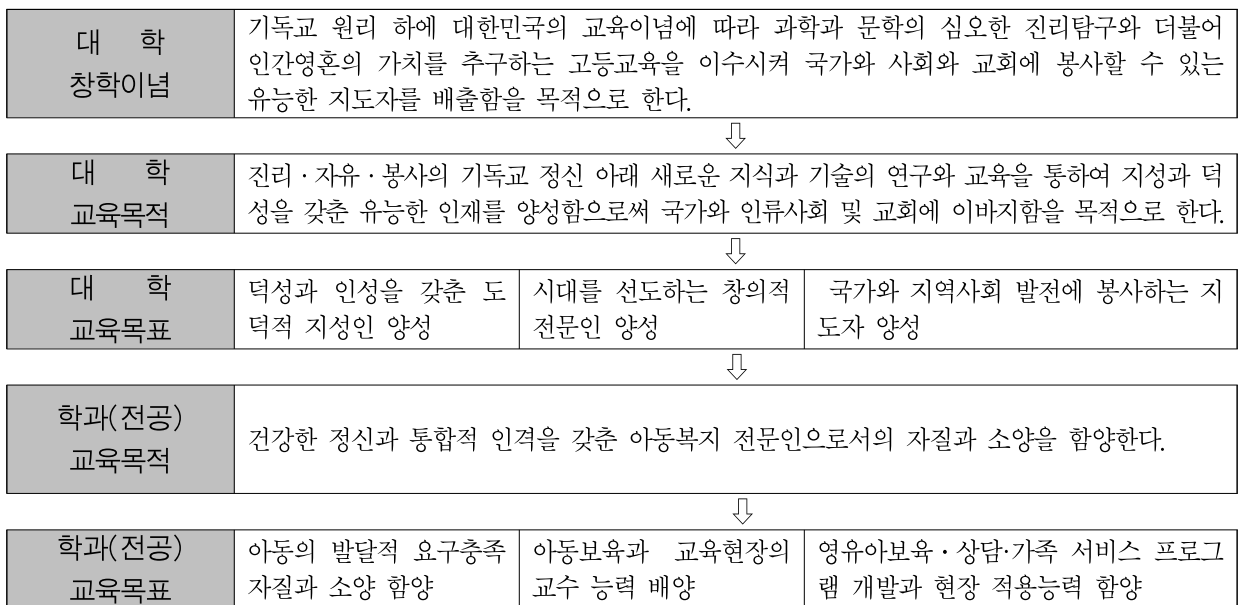 대 학
창학이념
기독교 원리 하에 대한민국의 교육이념에 따라 과학과 문학의 심오한 진리탐구와 더불어
인간영혼의 가치를 추구하는 고등교육을 이수시켜 국가와 사회와 교회에 봉사할 수 있는
유능한 지도자를 배출함을 목적으로 한다.
⇩
대 학
교육목적
진리·자유·봉사의 기독교 정신 아래 새로운 지식과 기술의 연구와 교육을 통하여 지성과 덕
성을 갖춘 유능한 인재를 양성함으로써 국가와 인류사회 및 교회에 이바지함을 목적으로 한다.
⇩
대 학
교육목표
덕성과 인성을 갖춘 도
덕적 지성인 양성
시대를 선도하는 창의적
전문인 양성
국가와 지역사회 발전에 봉사하는 지
도자 양성
⇩
학과(전공)
교육목적
건강한 정신과 통합적 인격을 갖춘 아동복지 전문인으로서의 자질과 소양을 함양한다.
⇩
학과(전공)
교육목표
아동의 발달적 요구충족
자질과 소양 함양
아동보육과 교육현장의
교수 능력 배양
영유아보육·상담·가족 서비스 프로그
램 개발과 현장 적용능력 함양